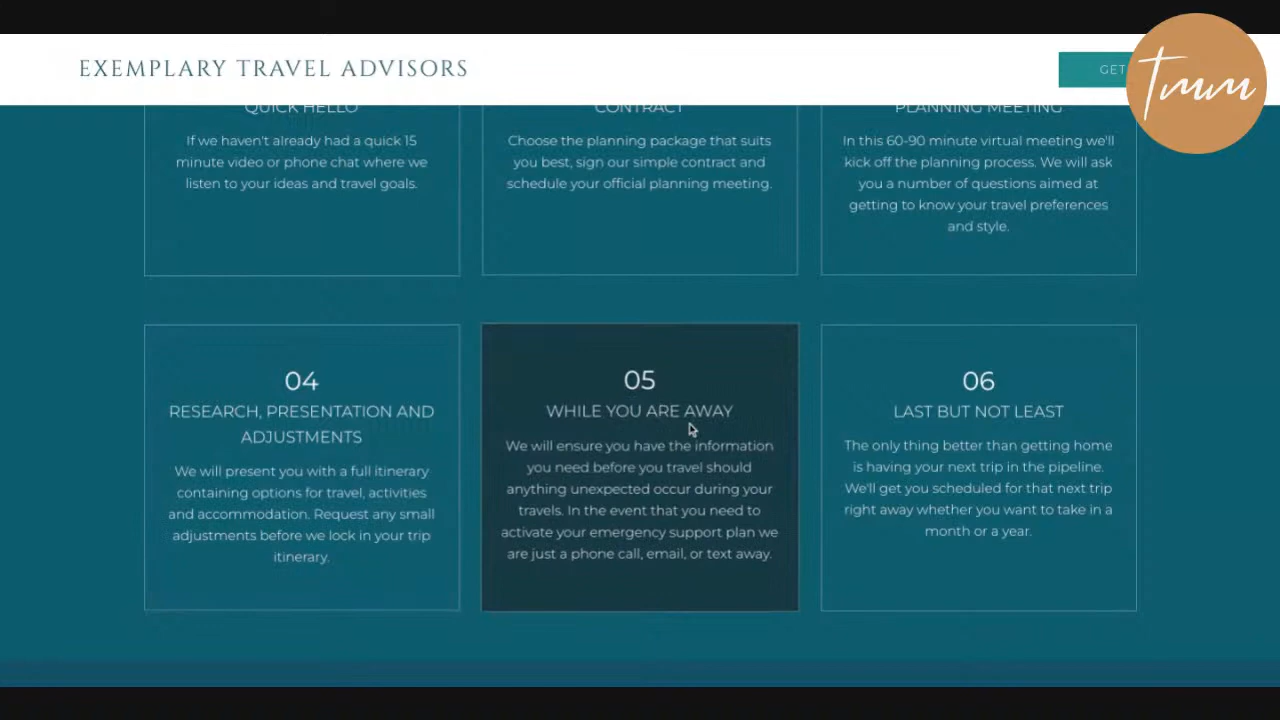 EXEMPLARY TRAVEL ADVISORS
GET
tmm
QUICK HELLO
If we haven't already had a quick 15
minute video or phone chat where we
listen to your ideas and travel goals.
CONTRACT
Choose the planning package that suits
you best, sign our simple contract and
schedule your official planning meeting.
PLANNING MEETING
In this 60-90 minute virtual meeting we'll
kick off the planning process. We will ask
you a number of questions aimed at
getting to know your travel preferences
and style.
04
RESEARCH, PRESENTATION AND
ADJUSTMENTS
We will present you with a full itinerary
containing options for travel, activities
and accommodation. Request any small
adjustments before we lock in your trip
itinerary.
05
WHILE YOU ARE AWAY
We will ensure you have the information
you need before you travel should
anything unexpected occur during your
travels. In the event that you need to
activate your emergency support plan we
are just a phone call, email, or text away.
06
LAST BUT NOT LEAST
The only thing better than getting home
is having your next trip in the pipeline.
We'll get you scheduled for that next trip
right away whether you want to take in a
month or a year.